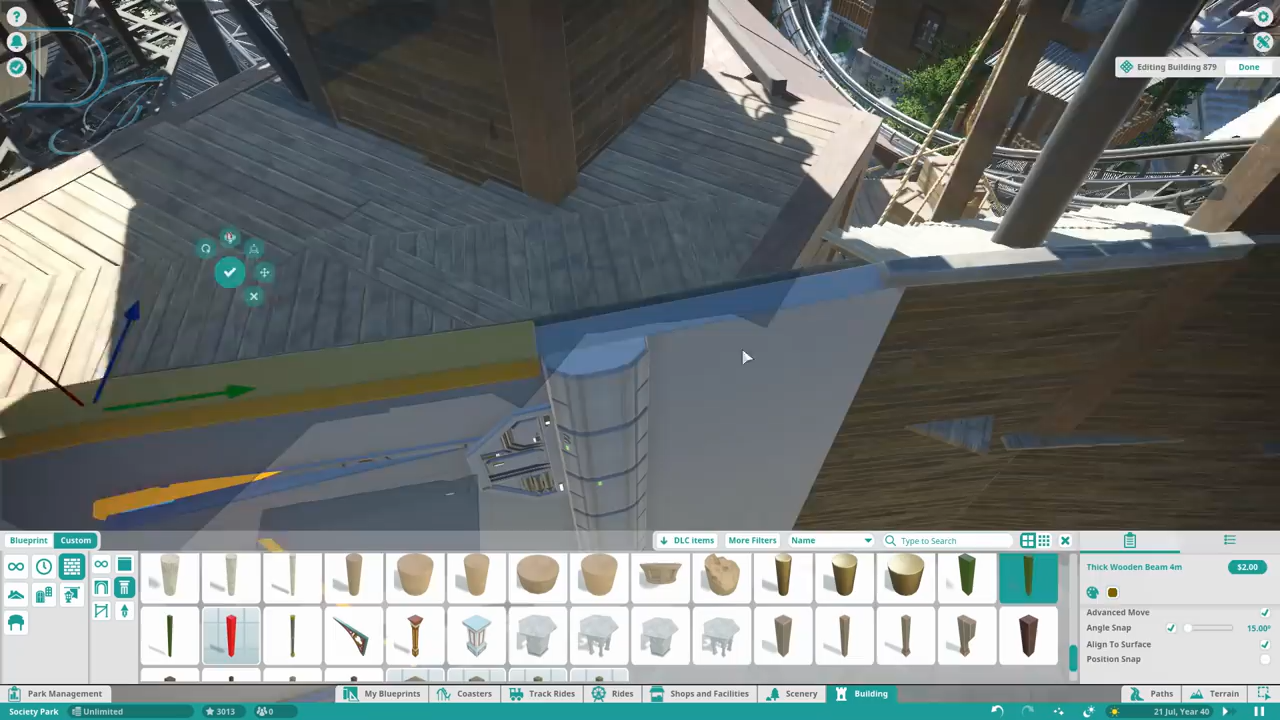 ?
Editing Building 879 Done
Blueprint Custom DLC items More Filters Name Type to Search
Thick Wooden Beam 4m $2.00
Advanced Move
Angle Snap 15.00°
Align To Surface
Position Snap
Park Management My Blueprints Coasters Track Rides Rides Shops and Facilities Scenery Building Paths Terrain
Society Park Unlimited 3013 0 21 Jul, Year 40